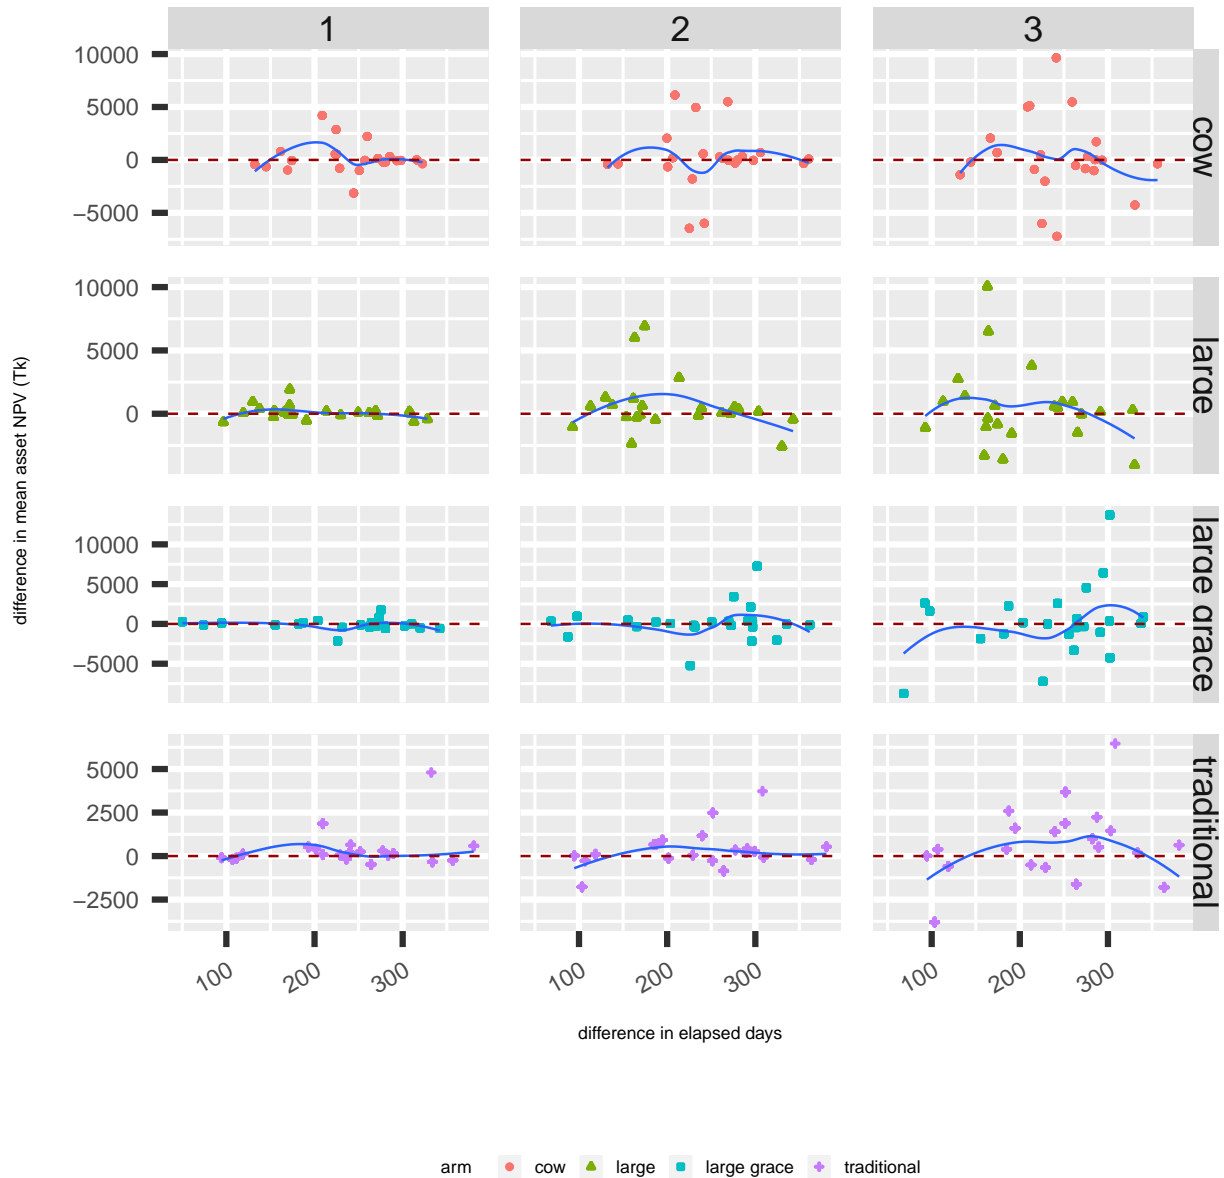 1 2 3
10000
5000
0
−5000
cow
10000
5000
0
large
10000
5000
0
−5000
large grace
5000
2500
0
−2500
traditional
100 200 300 100 200 300 100 200 300
difference in elapsed days
difference in mean asset NPV (Tk)
arm cow large large grace traditional